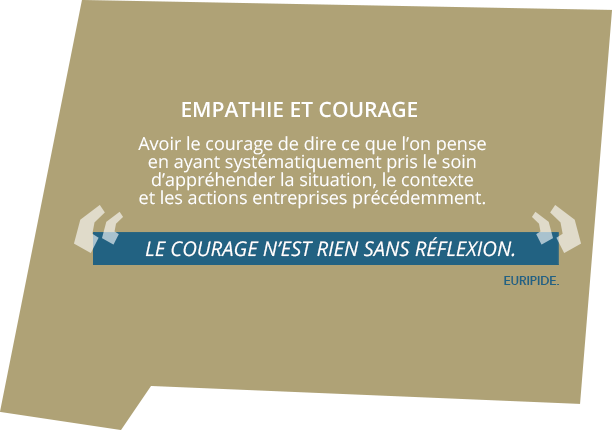 EMPATHIE ET COURAGE
Avoir le courage de dire ce que l’on pense
en ayant systématiquement pris le soin
d’appréhender la situation, le contexte
et les actions entreprises précédemment.
“ LE COURAGE N’EST RIEN SANS RÉFLEXION. ”
EURIPIDE.